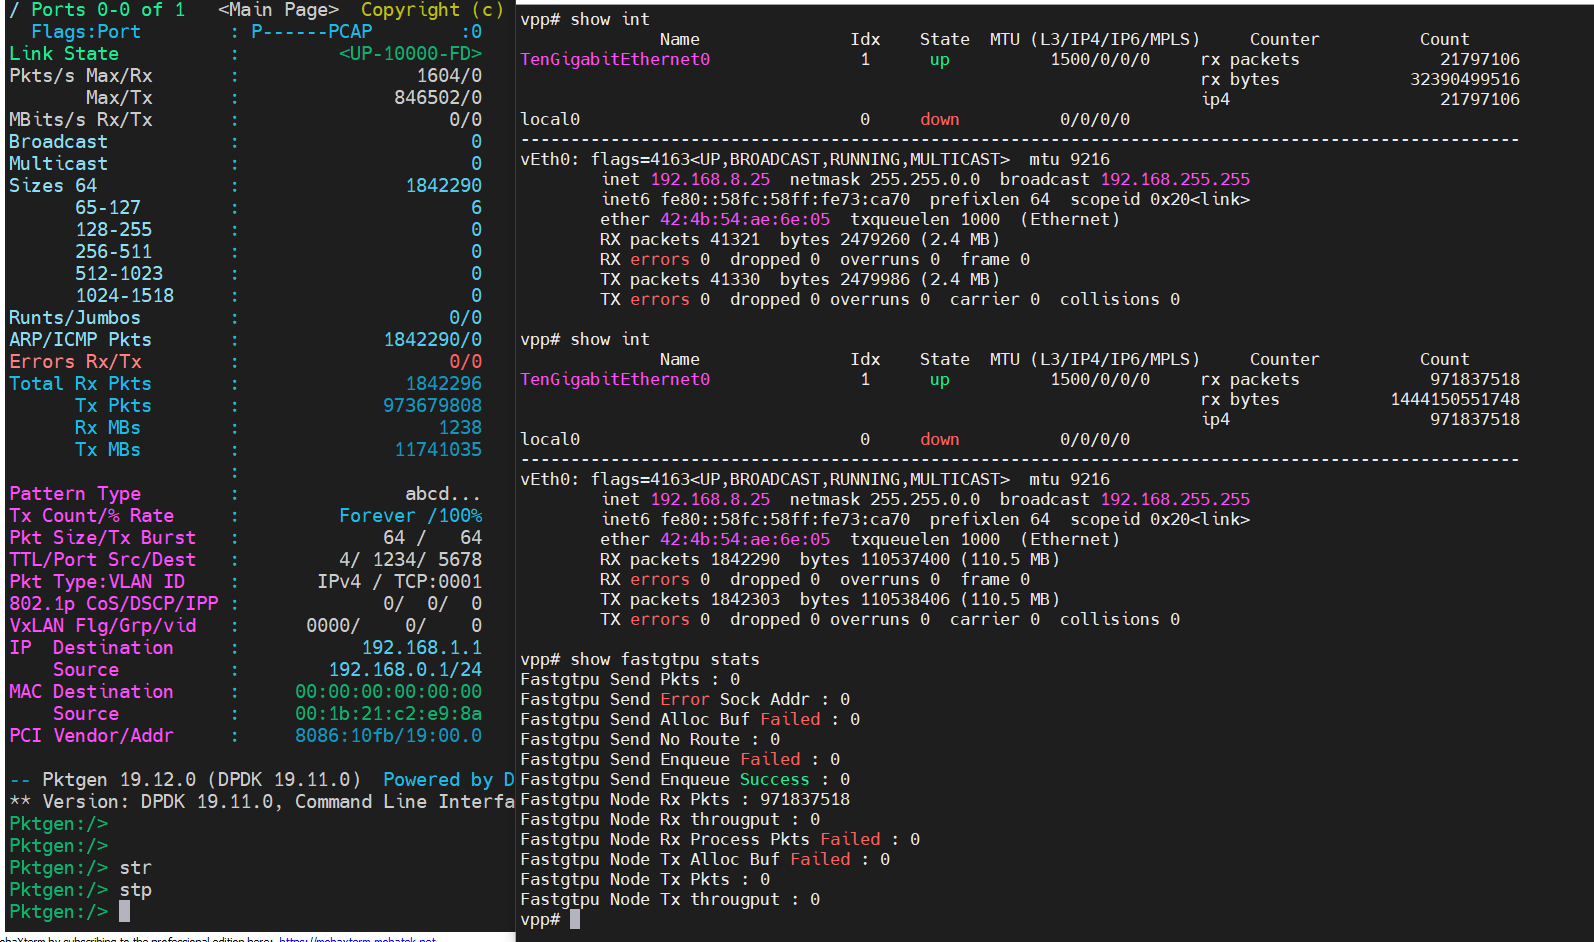 / Ports 0-0 of 1   <Main Page>  Copyright (c)
  Flags:Port        : P------PCAP        :0
Link State          :         <UP-10000-FD>
Pkts/s Max/Rx       :                1604/0
       Max/Tx       :              846502/0
MBits/s Rx/Tx       :                   0/0
Broadcast           :                     0
Multicast           :                     0
Sizes 64            :               1842290
      65-127        :                     6
      128-255       :                     0
      256-511       :                     0
      512-1023      :                     0
      1024-1518     :                     0
Runts/Jumbos        :                   0/0
ARP/ICMP Pkts       :             1842290/0
Errors Rx/Tx        :                   0/0
Total Rx Pkts       :               1842296
      Tx Pkts       :             973679808
      Rx MBs        :                  1238
      Tx MBs        :              11741035
                    :
Pattern Type        :               abcd...
Tx Count/% Rate     :         Forever /100%
Pkt Size/Tx Burst   :             64 /   64
TTL/Port Src/Dest   :         4/ 1234/ 5678
Pkt Type:VLAN ID    :       IPv4 / TCP:0001
802.1p CoS/DSCP/IPP :             0/  0/  0
VxLAN Flg/Grp/vid   :      0000/    0/    0
IP  Destination     :           192.168.1.1
    Source          :        192.168.0.1/24
MAC Destination     :     00:00:00:00:00:00
    Source          :     00:1b:21:c2:e9:8a
PCI Vendor/Addr     :     8086:10fb/19:00.0
-- Pktgen 19.12.0 (DPDK 19.11.0)  Powered by D
** Version: DPDK 19.11.0, Command Line Interfa
Pktgen:/>
Pktgen:/>
Pktgen:/> str
Pktgen:/> stp
Pktgen:/>
vpp# show int
              Name               Idx    State  MTU (L3/IP4/IP6/MPLS)     Counter          Count
TenGigabitEthernet0               1      up          1500/0/0/0     rx packets              21797106
                                                                    rx bytes             32390499516
                                                                    ip4                     21797106
local0                            0     down          0/0/0/0
----------------------------------------------------------------------------------------------------
vEth0: flags=4163<UP,BROADCAST,RUNNING,MULTICAST>  mtu 9216
        inet 192.168.8.25  netmask 255.255.0.0  broadcast 192.168.255.255
        inet6 fe80::58fc:58ff:fe73:ca70  prefixlen 64  scopeid 0x20<link>
        ether 42:4b:54:ae:6e:05  txqueuelen 1000  (Ethernet)
        RX packets 41321  bytes 2479260 (2.4 MB)
        RX errors 0  dropped 0  overruns 0  frame 0
        TX packets 41330  bytes 2479986 (2.4 MB)
        TX errors 0  dropped 0 overruns 0  carrier 0  collisions 0
vpp# show int
              Name               Idx    State  MTU (L3/IP4/IP6/MPLS)     Counter          Count
TenGigabitEthernet0               1      up          1500/0/0/0     rx packets             971837518
                                                                    rx bytes           1444150551748
                                                                    ip4                    971837518
local0                            0     down          0/0/0/0
----------------------------------------------------------------------------------------------------
vEth0: flags=4163<UP,BROADCAST,RUNNING,MULTICAST>  mtu 9216
        inet 192.168.8.25  netmask 255.255.0.0  broadcast 192.168.255.255
        inet6 fe80::58fc:58ff:fe73:ca70  prefixlen 64  scopeid 0x20<link>
        ether 42:4b:54:ae:6e:05  txqueuelen 1000  (Ethernet)
        RX packets 1842290  bytes 110537400 (110.5 MB)
        RX errors 0  dropped 0  overruns 0  frame 0
        TX packets 1842303  bytes 110538406 (110.5 MB)
        TX errors 0  dropped 0 overruns 0  carrier 0  collisions 0
vpp# show fastgtpu stats
Fastgtpu Send Pkts : 0
Fastgtpu Send Error Sock Addr : 0
Fastgtpu Send Alloc Buf Failed : 0
Fastgtpu Send No Route : 0
Fastgtpu Send Enqueue Failed : 0
Fastgtpu Send Enqueue Success : 0
Fastgtpu Node Rx Pkts : 971837518
Fastgtpu Node Rx througput : 0
Fastgtpu Node Rx Process Pkts Failed : 0
Fastgtpu Node Tx Alloc Buf Failed : 0
Fastgtpu Node Tx Pkts : 0
Fastgtpu Node Tx througput : 0
vpp#
obaXterm by subscribing to the professional edition here: https://mobaxterm.mobatek.net